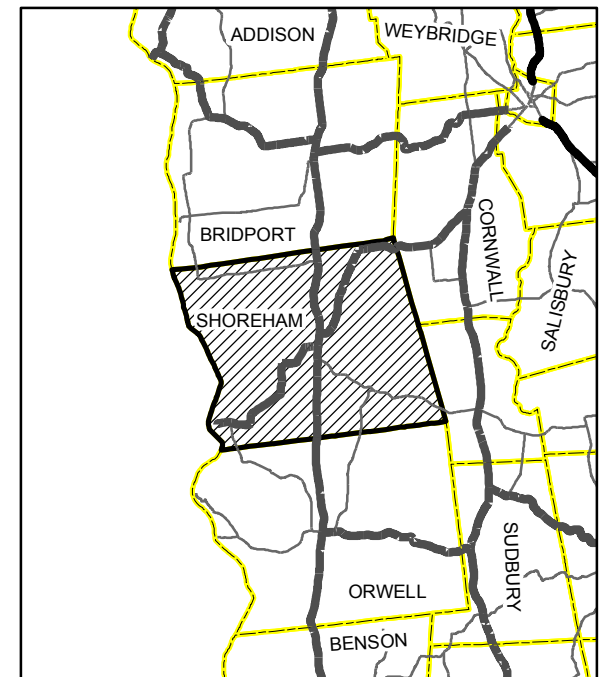 ADDISON
WEYBRIDGE
BRIDPORT
CORNWALL
SALISBURY
SHOREHAM
SUDBURY
ORWELL
BENSON